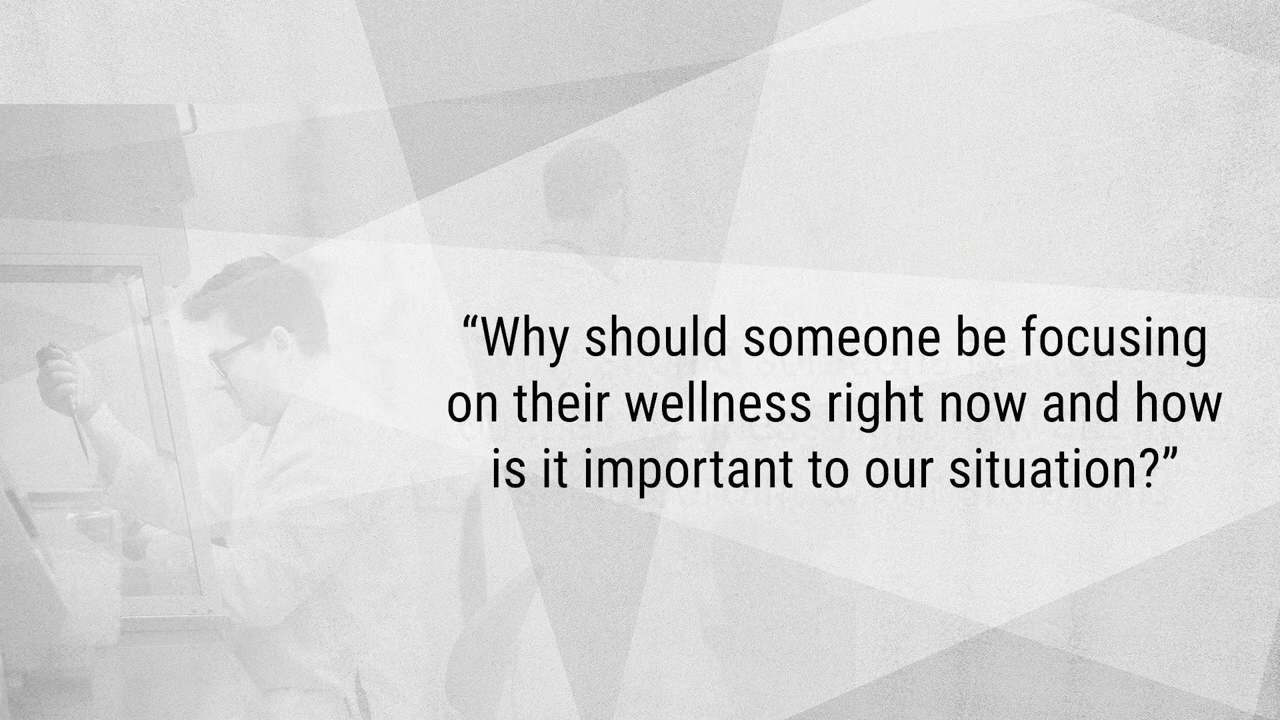 “Why should someone be focusing
on their wellness right now and how
is it important to our situation?”